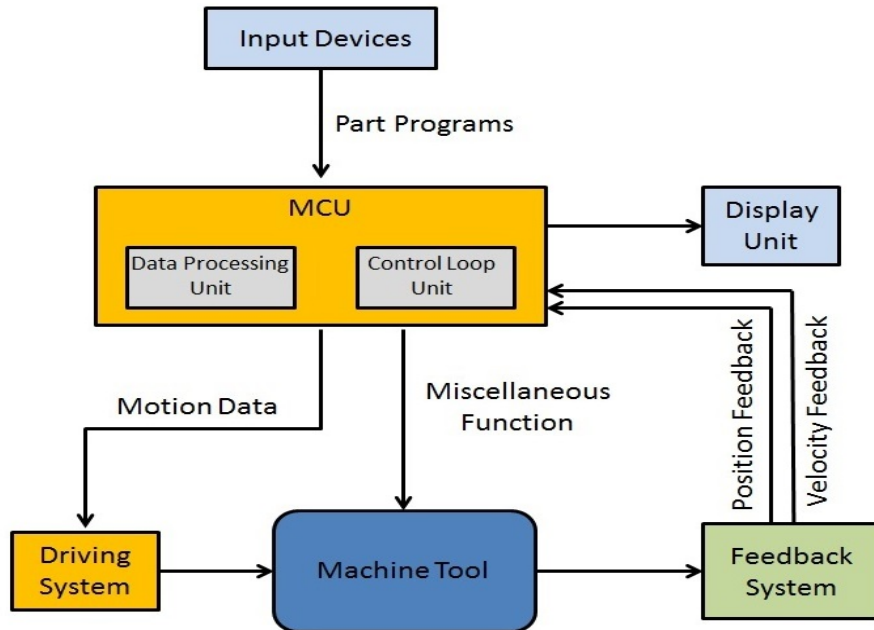 Input Devices
Part Programs
MCU
Data Processing
Unit
Control Loop
Unit
Display
Unit
Motion Data
Miscellaneous
Function
Position Feedback
Velocity Feedback
Driving
System
Machine Tool
Feedback
System